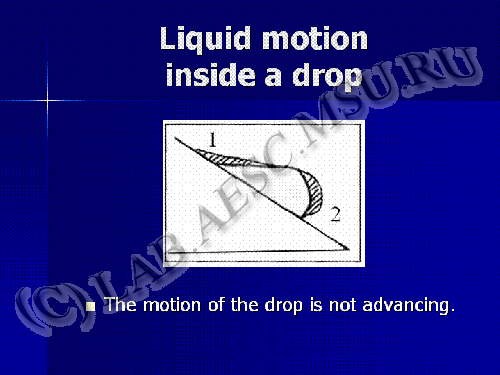 Liquid motion
inside a drop
1
2
The motion of the drop is not advancing.
(C) LAB.AESC.MSU.RU